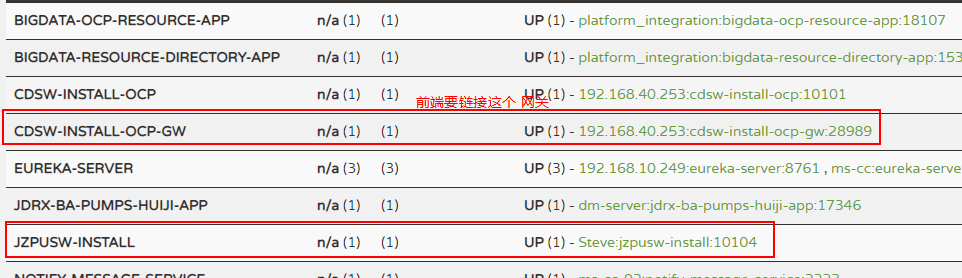 BIGDATA-OCP-RESOURCE-APP n/a (1) (1) UP (1) - platform_integration:bigdata-ocp-resource-app:18107
BIGDATA-RESOURCE-DIRECTORY-APP n/a (1) (1) UP (1) - platform_integration:bigdata-resource-directory-app:153
CDSW-INSTALL-OCP n/a (1) (1) UP (1) - 192.168.40.253:cdsw-install-ocp:10101
前端要链接这个 网关
CDSW-INSTALL-OCP-GW n/a (1) (1) UP (1) - 192.168.40.253:cdsw-install-ocp-gw:28989
EUREKA-SERVER n/a (3) (3) UP (3) - 192.168.10.249:eureka-server:8761 , ms-cc:eureka-serve
JDRX-BA-PUMPS-HUIJI-APP n/a (1) (1) UP (1) - dm-server:jdrx-ba-pumps-huiji-app:17346
JZPUSW-INSTALL n/a (1) (1) UP (1) - Steve:jzpusw-install:10104
NOTIFY-MESSAGE-SERVICE n/a (1) (1) UP (1)